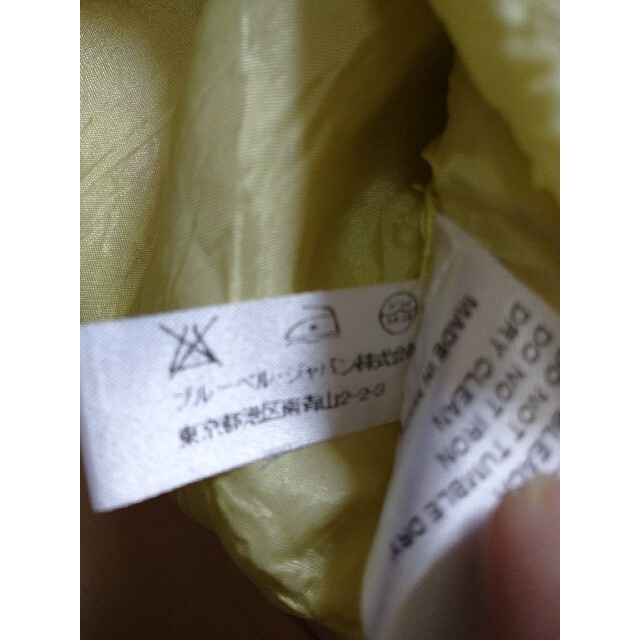 ブルーベル・ジャパン株式会社
東京都港区南青山2-2-3
DO NOT TUMBLE DRY
DO NOT IRON
DRY CLEAN
MADE IN